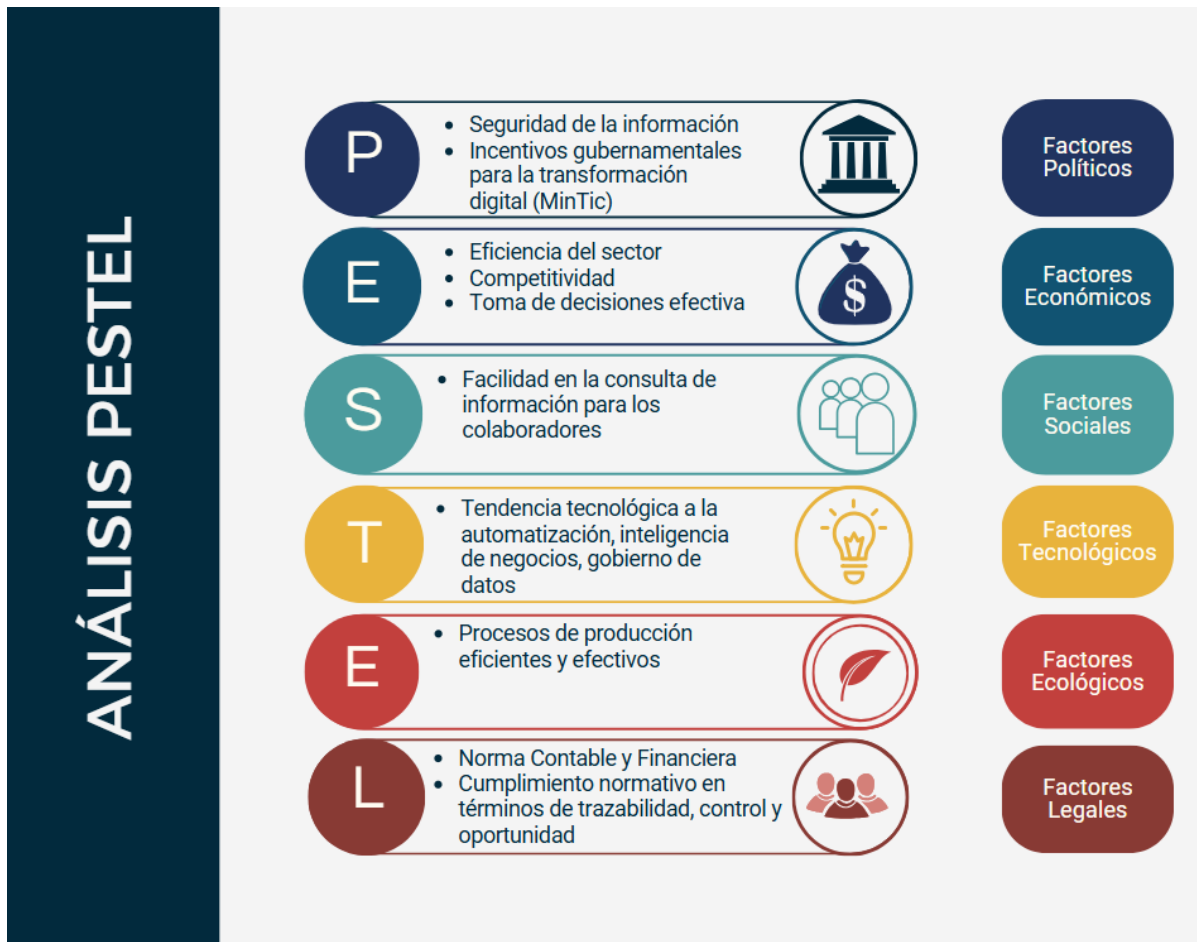 ANÁLISIS PESTEL
P
• Seguridad de la información
• Incentivos gubernamentales
para la transformación
digital (MinTic)
$
Factores
Políticos
E
• Eficiencia del sector
• Competitividad
• Toma de decisiones efectiva
Factores
Económicos
S
• Facilidad en la consulta de
información para los
colaboradores
Factores
Sociales
T
• Tendencia tecnológica a la
automatización, inteligencia
de negocios, gobierno de
datos
Factores
Tecnológicos
E
• Procesos de producción
eficientes y efectivos
Factores
Ecológicos
L
• Norma Contable y Financiera
• Cumplimiento normativo en
términos de trazabilidad, control y
oportunidad
Factores
Legales